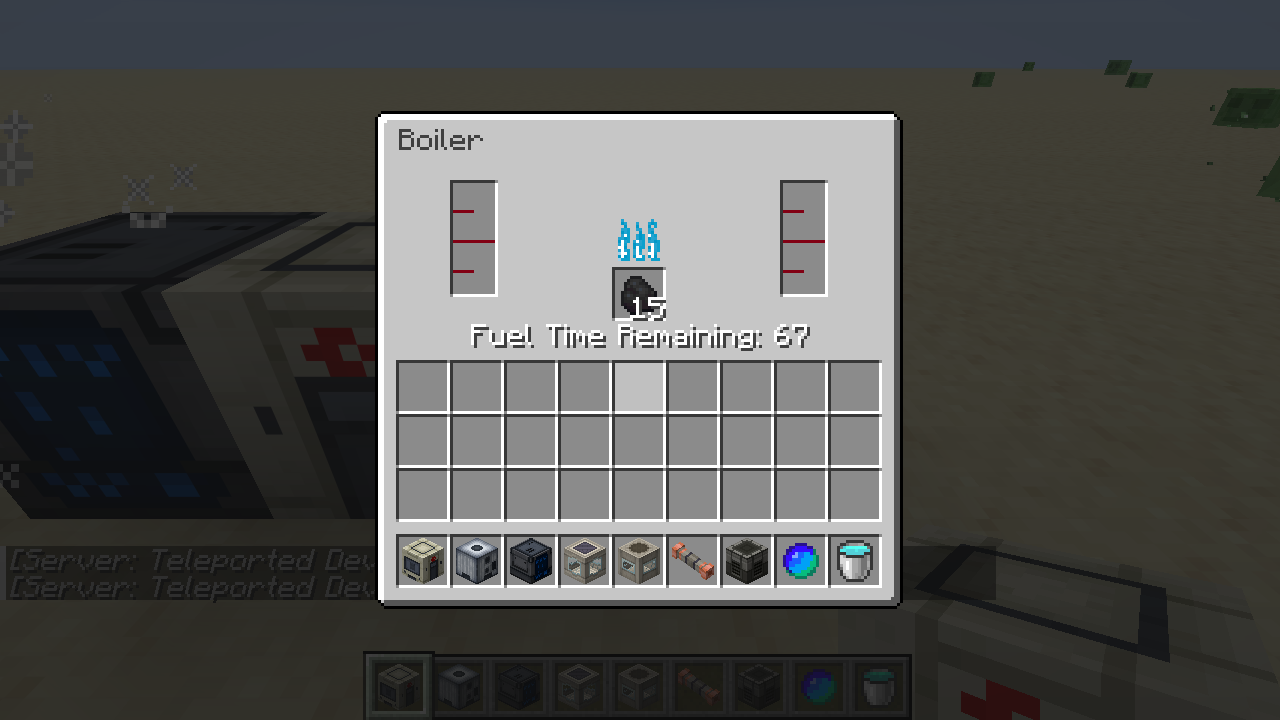 Boiler
15
Fuel Time Remaining: 67
[Server: Teleported Dev
[Server: Teleported Dev